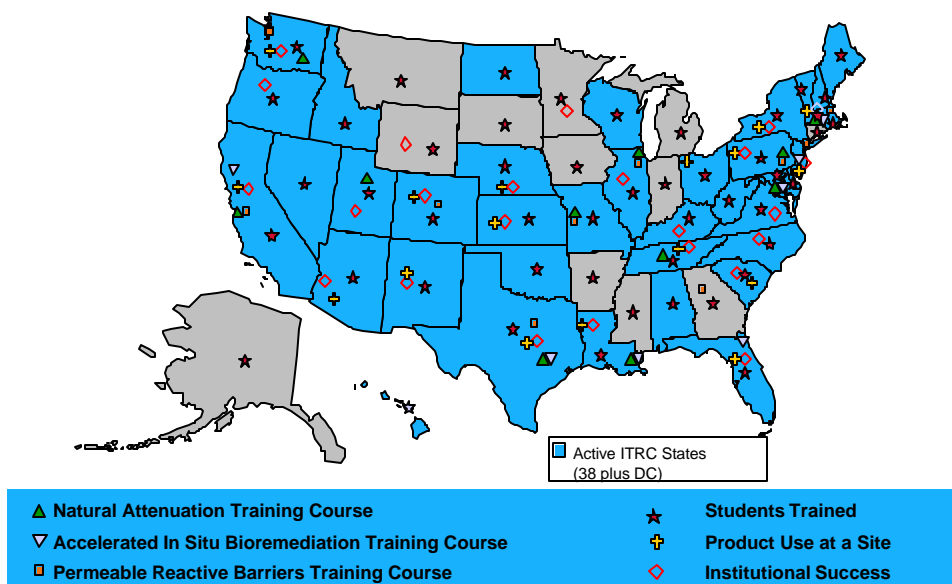 Active ITRC States
(38 plus DC)
Natural Attenuation Training Course
Students Trained
Accelerated In Situ Bioremediation Training Course
Product Use at a Site
Permeable Reactive Barriers Training Course
Institutional Success